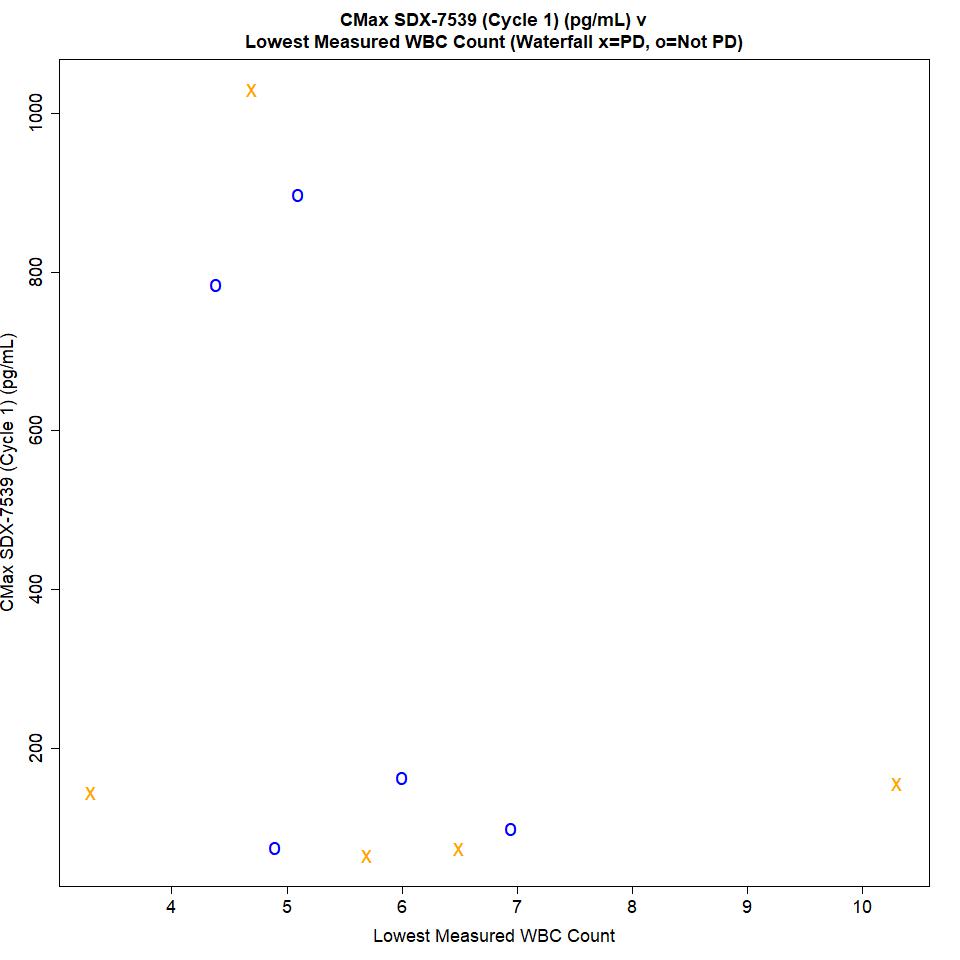 CMax SDX-7539 (Cycle 1) (pg/mL) v
Lowest Measured WBC Count (Waterfall x=PD, o=Not PD)
CMax SDX-7539 (Cycle 1) (pg/mL)
1000
800
600
400
200
X
O
O
X
O
X
O
O
X
X
4 5 6 7 8 9 10
Lowest Measured WBC Count